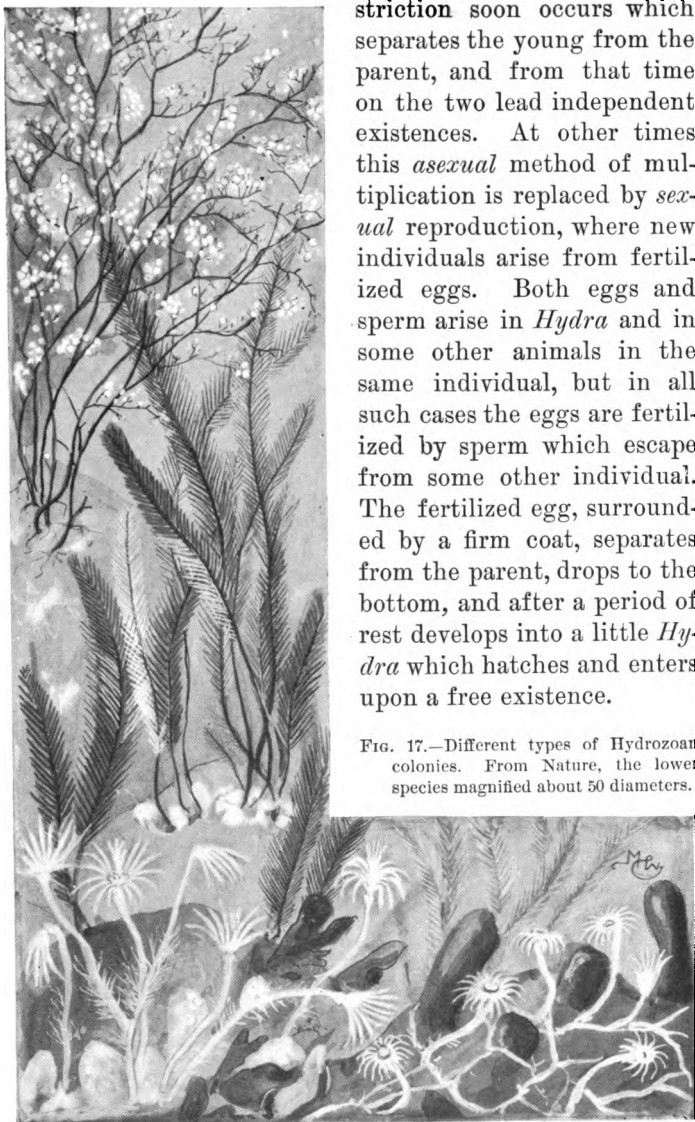 striction soon occurs which
separates the young from the
parent, and from that time
on the two lead independent
existences. At other times
this asexual method of mul-
tiplication is replaced by sex-
ual reproduction, where new
individuals arise from fertil-
ized eggs. Both eggs and
sperm arise in Hydra and in
some other animals in the
same individual, but in all
such cases the eggs are fertil-
ized by sperm which escape
from some other individual.
The fertilized egg, surround-
ed by a firm coat, separates
from the parent, drops to the
bottom, and after a period of
rest develops into a little Hy-
dra which hatches and enters
upon a free existence.
FIG. 17.—Different types of Hydrozoan
colonies. From Nature, the lower
species magnified about 50 diameters.